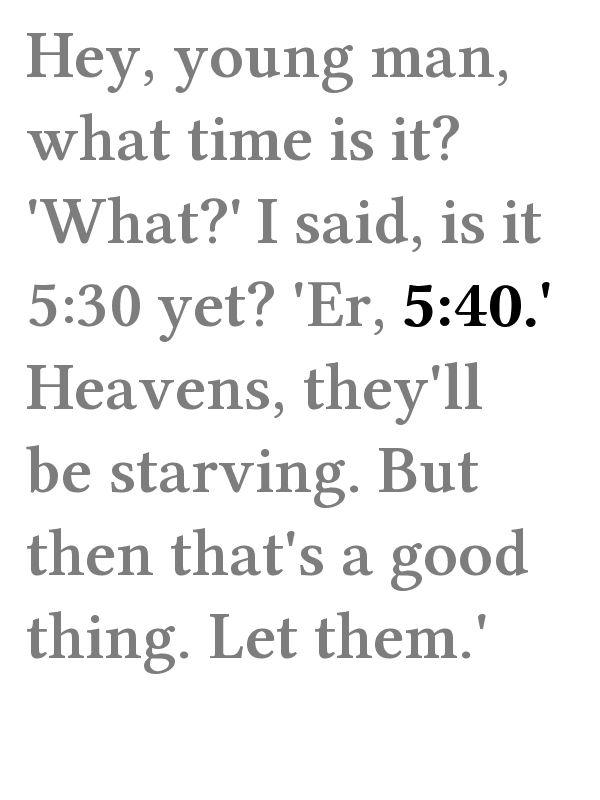 Hey, young man,
what time is it?
'What?' I said, is it
5:30 yet? 'Er, 5:40.'
Heavens, they'll
be starving. But
then that's a good
thing. Let them.'